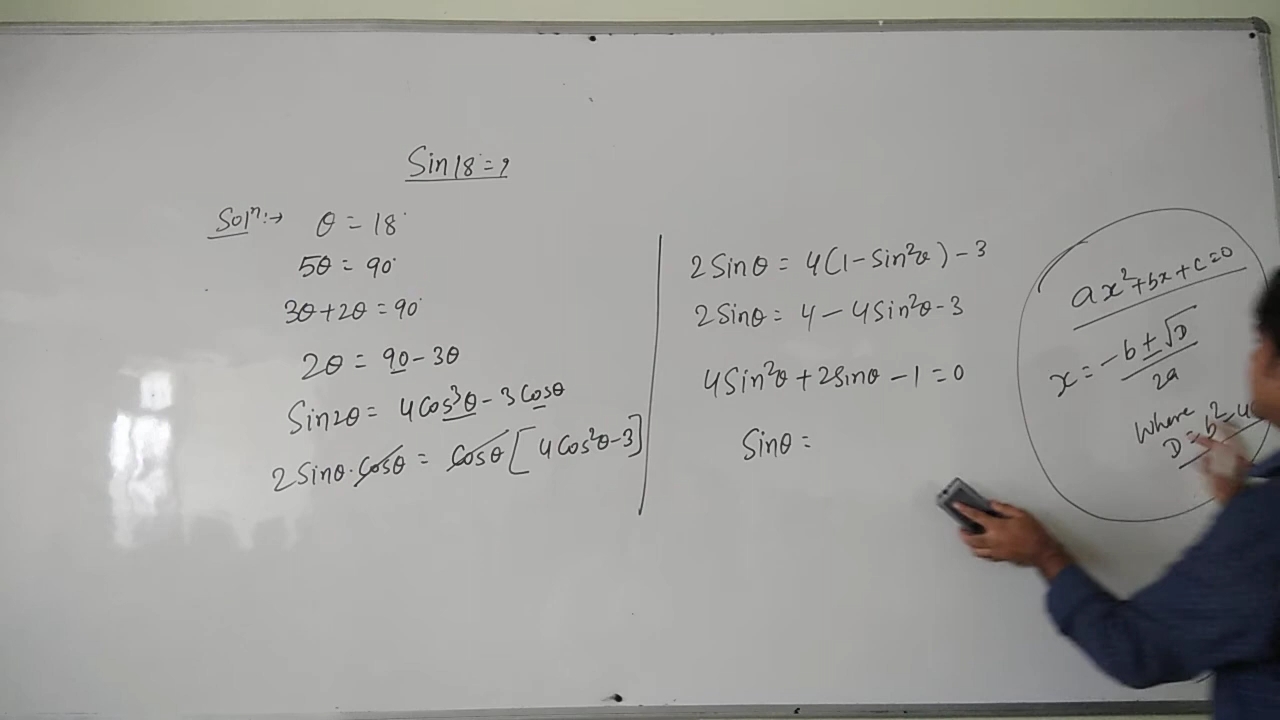 Sin18°=?
Solⁿ:→ θ = 18°
5θ = 90°
3θ+2θ = 90°
2θ = 90-3θ
Sin2θ = 4Cos³θ - 3Cosθ
2Sinθ·Cosθ = Cosθ[4Cos²θ-3]
2Sinθ = 4(1-Sin²θ)-3
2Sinθ = 4-4Sin²θ-3
4Sin²θ+2Sinθ-1=0
Sinθ =
ax²+bx+c=0
x = -b±√D
2a
Where
D=b²-4